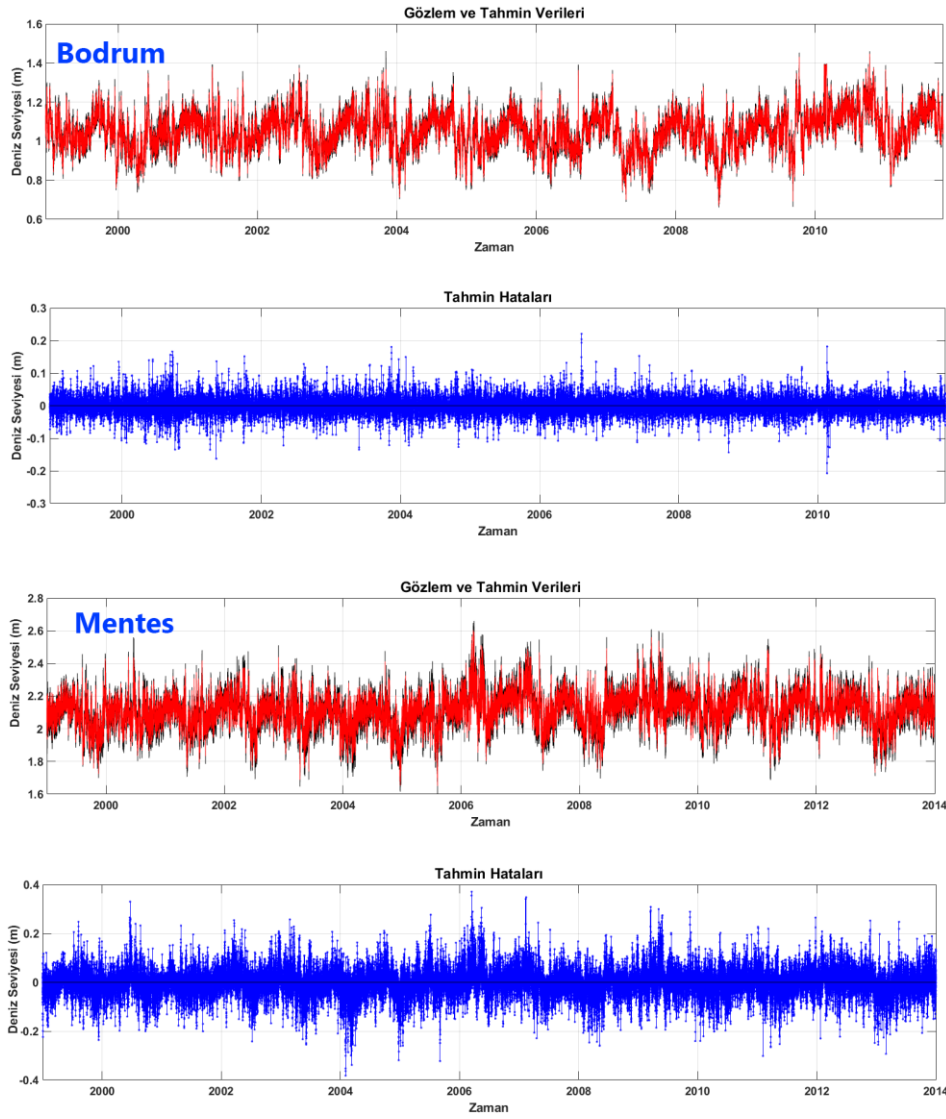 Gözlem ve Tahmin Verileri
Bodrum
Deniz Seviyesi (m)
1.6
1.4
1.2
1
0.8
0.6
2000 2002 2004 2006 2008 2010
Zaman
Tahmin Hataları
Deniz Seviyesi (m)
0.3
0.2
0.1
0
-0.1
-0.2
-0.3
2000 2002 2004 2006 2008 2010
Zaman
Gözlem ve Tahmin Verileri
Mentes
Deniz Seviyesi (m)
2.8
2.6
2.4
2.2
2
1.8
1.6
2000 2002 2004 2006 2008 2010 2012 2014
Zaman
Tahmin Hataları
Deniz Seviyesi (m)
0.4
0.2
0
-0.2
-0.4
2000 2002 2004 2006 2008 2010 2012 2014
Zaman